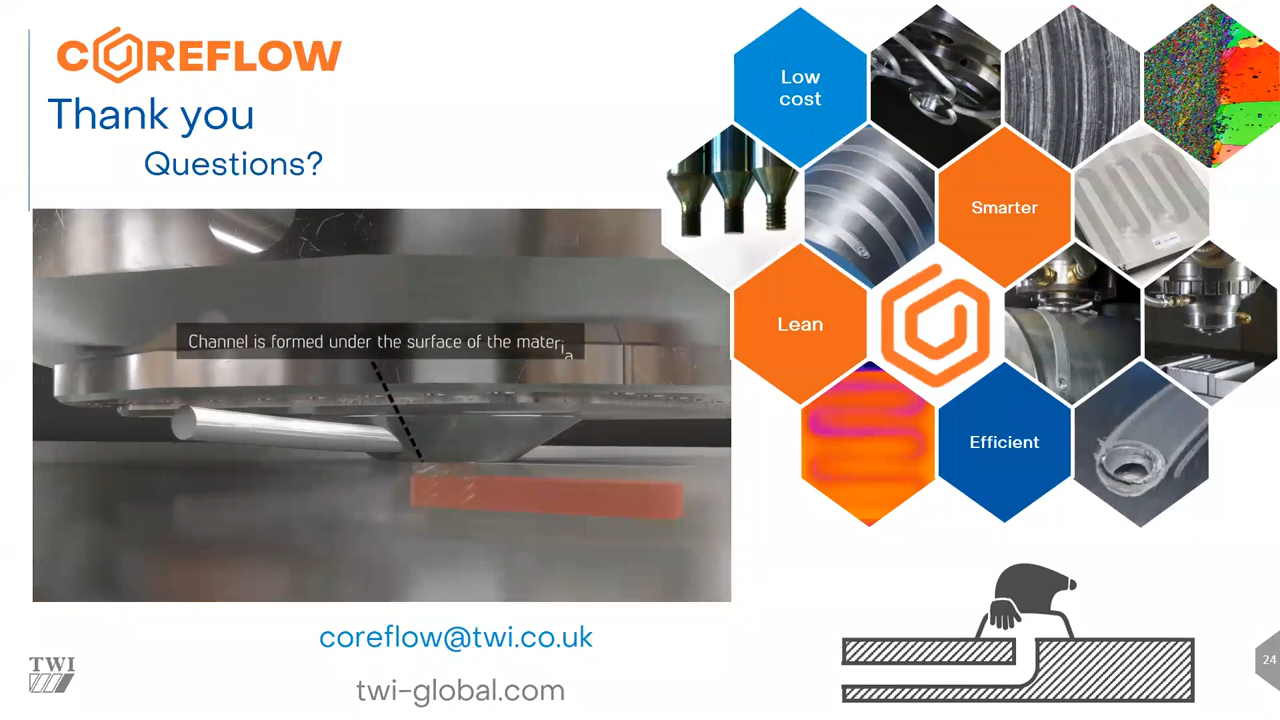 COREFLOW
Thank you
Questions?
Low
cost
Smarter
Lean
Efficient
Channel is formed under the surface of the materia
coreflow@twi.co.uk
twi-global.com
TWI
24